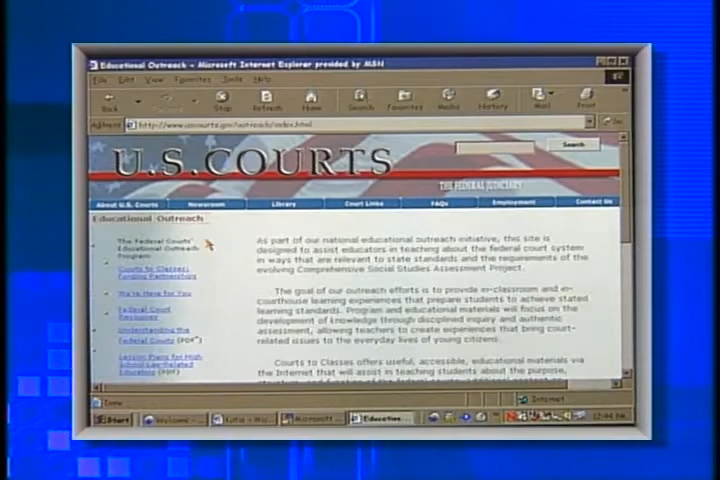 Educational Outreach - Microsoft Internet Explorer provided by MSN
File Edit View Favorites Tools Help
Back Stop Refresh Home Search Favorites Media History Mail Print
Address http://www.uscourts.gov/outreach/index.html Go
U.S.COURTS
Search
THE FEDERAL JUDICIARY
About U.S. Courts Newsroom Library Court Links FAQs Employment Contact Us
Educational Outreach
The Federal Courts'
Educational Outreach
Program
Courts to Classes:
Funding Partnerships
We're Here for You
Federal Court
Resources
Understanding the
Federal Courts (PDF)
Lesson Plans for High
School Law-Related
Educators (PDF)
As part of our national educational outreach initiative, this site is
designed to assist educators in teaching about the federal court system
in ways that are relevant to state standards and the requirements of the
evolving Comprehensive Social Studies Assessment Project.
The goal of our outreach efforts is to provide in-classroom and in-
courthouse learning experiences that prepare students to achieve stated
learning standards. Program and educational materials will focus on the
development of knowledge through disciplined inquiry and authentic
assessment, allowing teachers to create experiences that bring court-
related issues to the everyday lives of young citizens.
Courts to Classes offers useful, accessible, educational materials via
the Internet that will assist in teaching students about the purpose,
Done Internet
Start Welcome - Katie - Mic... Microsoft ... Education... 12:44 PM